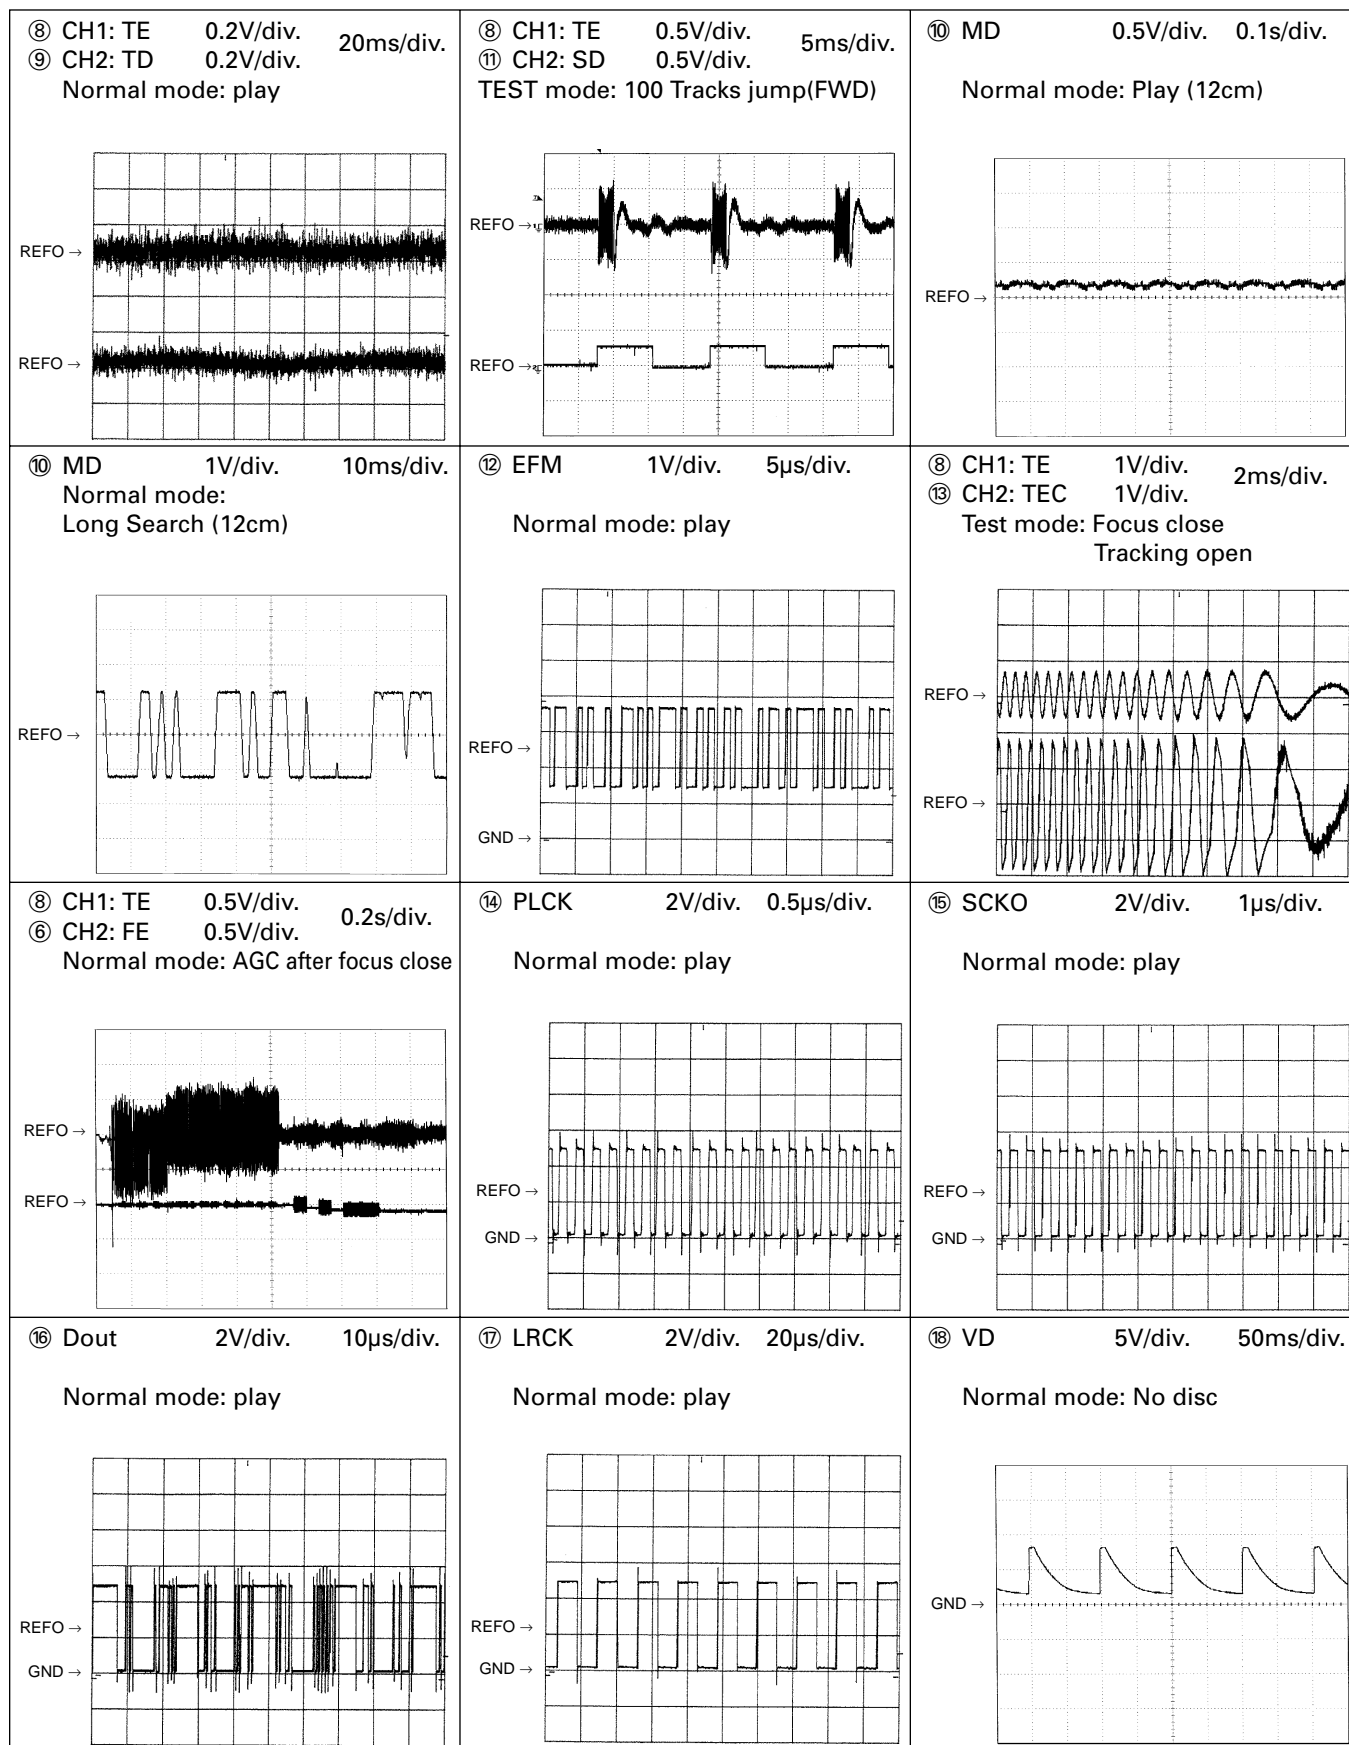 ⑧ CH1: TE 0.2V/div. 20ms/div.
⑨ CH2: TD 0.2V/div.
Normal mode: play
REFO →
REFO →
⑧ CH1: TE 0.5V/div. 5ms/div.
⑪ CH2: SD 0.5V/div.
TEST mode: 100 Tracks jump(FWD)
REFO →
REFO →
⑩ MD 0.5V/div. 0.1s/div.
Normal mode: Play (12cm)
REFO →
⑩ MD 1V/div. 10ms/div.
Normal mode:
Long Search (12cm)
REFO →
⑫ EFM 1V/div. 5µs/div.
Normal mode: play
REFO →
GND →
⑧ CH1: TE 1V/div. 2ms/div.
⑬ CH2: TEC 1V/div.
Test mode: Focus close
Tracking open
REFO →
REFO →
⑧ CH1: TE 0.5V/div. 0.2s/div.
⑥ CH2: FE 0.5V/div.
Normal mode: AGC after focus close
REFO →
REFO →
⑭ PLCK 2V/div. 0.5µs/div.
Normal mode: play
REFO →
GND →
⑮ SCKO 2V/div. 1µs/div.
Normal mode: play
REFO →
GND →
⑯ Dout 2V/div. 10µs/div.
Normal mode: play
REFO →
GND →
⑰ LRCK 2V/div. 20µs/div.
Normal mode: play
REFO →
GND →
⑱ VD 5V/div. 50ms/div.
Normal mode: No disc
GND →